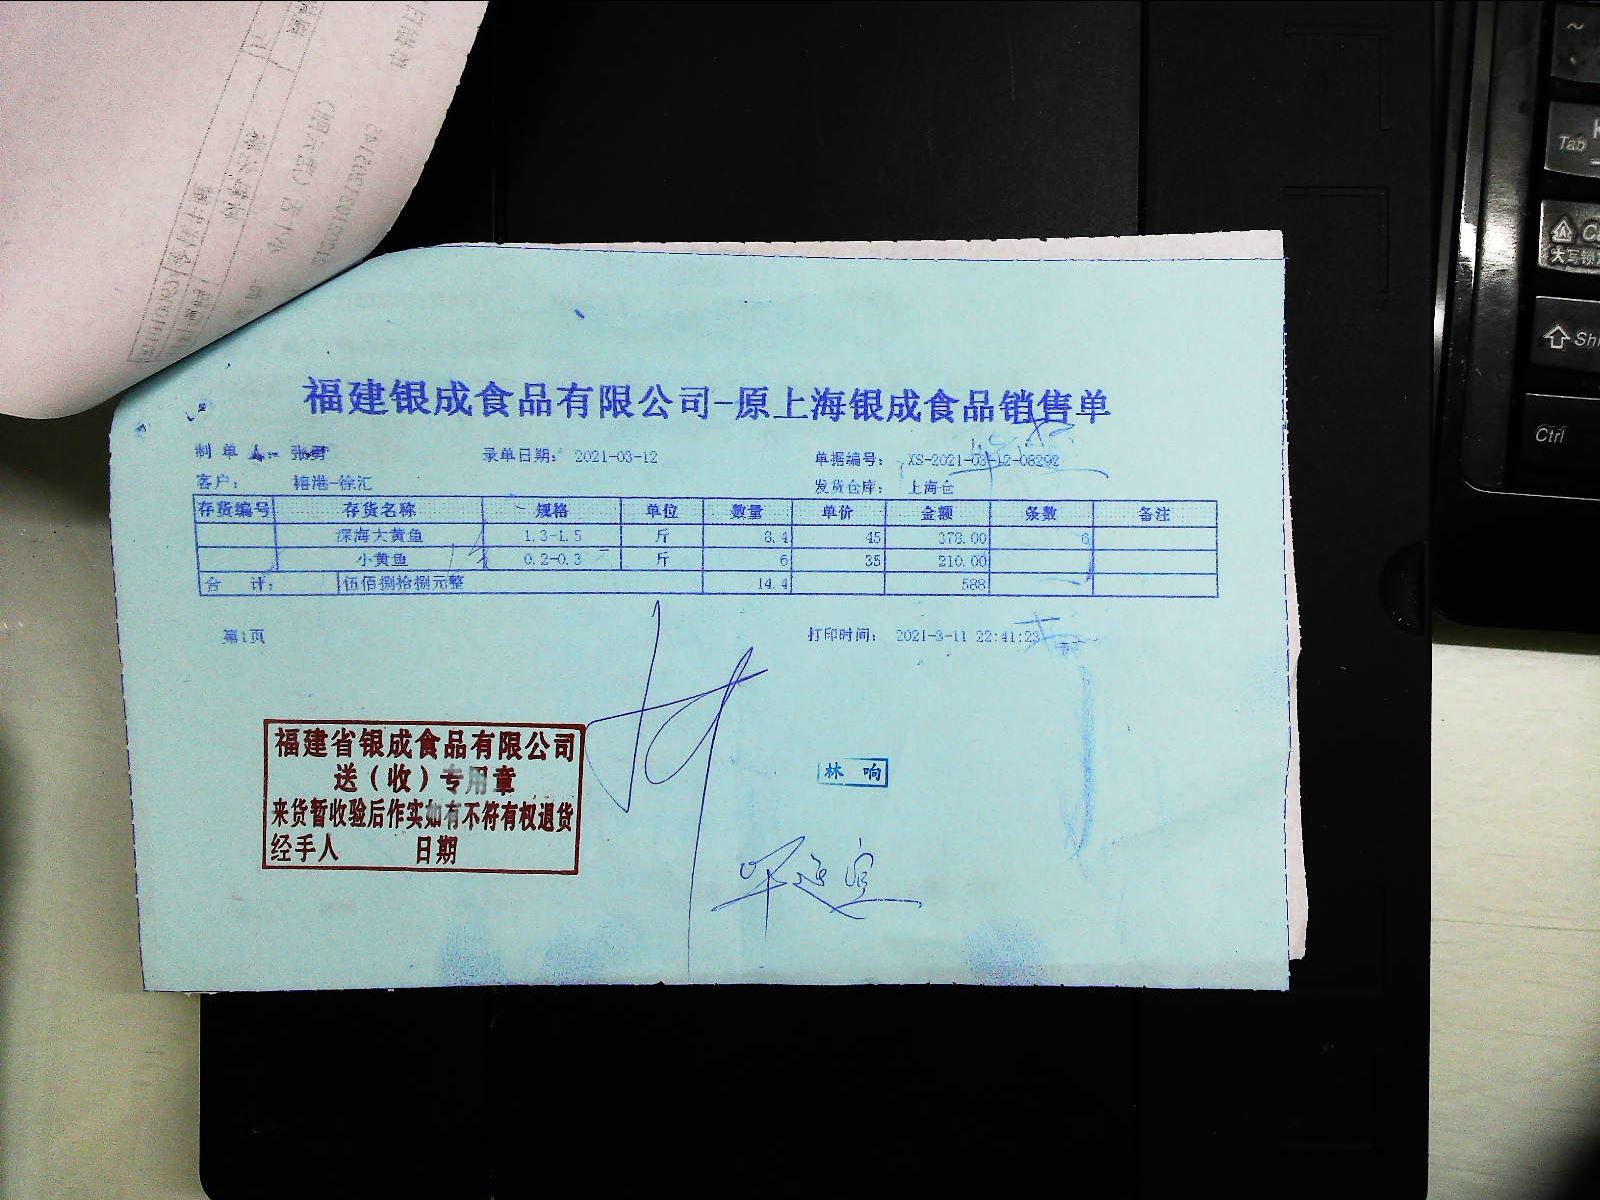 福建银成食品有限公司-原上海银成食品销售单
制单人: 张勇 录单日期: 2021-03-12 单据编号: XS-2021-03-12-08292
客户: 榕港-徐汇 发货仓库: 上海仓
存货编号 存货名称 规格 单位 数量 单价 金额 条数 备注
深海大黄鱼 1.3-1.5 斤 8.4 45 378.00 6
小黄鱼 0.2-0.3 斤 6 35 210.00
合计: 伍佰捌拾捌元整 14.4 588
第1页 打印时间: 2021-3-11 22:41:23
福建省银成食品有限公司
送(收)专用章
来货暂收验后作实如有不符有权退货
经手人 日期
林响
Tab
大写锁
Ctrl